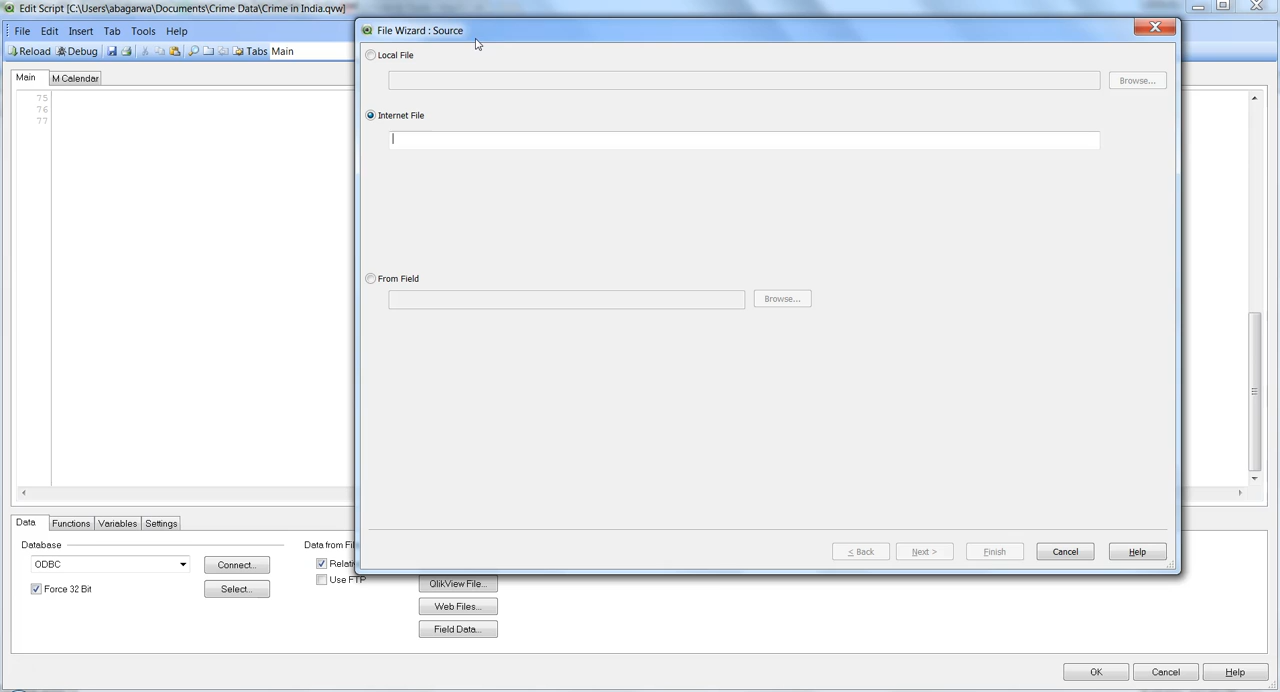 Edit Script [C:\Users\abagarwa\Documents\Crime Data\Crime in India.qvw]
File Edit Insert Tab Tools Help
Reload Debug Tabs Main
Main M Calendar
75
76
77
File Wizard : Source
Local File
Browse...
Internet File
From Field
Browse...
< Back Next > Finish Cancel Help
Data Functions Variables Settings
Database
ODBC Connect...
Force 32 Bit Select...
Data from Fil
Relati
Use FTP
QlikView File...
Web Files...
Field Data...
OK Cancel Help